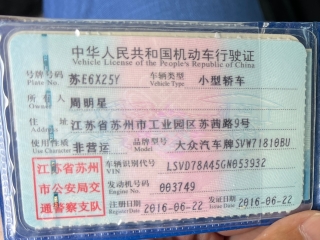 中华人民共和国机动车行驶证
Vehicle License of the People's Republic of China
号牌号码 苏E6X25Y 车辆类型 小型轿车
Plate No. Vehicle Type
所有人 周明星
Owner
住址 江苏省苏州市工业园区苏茜路9号
Address
使用性质 非营运 品牌型号 大众汽车牌SVW71810BU
Use Character Model
江苏省苏州 车辆识别代号 LSVD78A45GN053932
VIN
市公安局交 发动机号码 003749
Engine No.
通警察支队 注册日期 2016-06-22 发证日期 2016-06-22
Register Date Issue Date